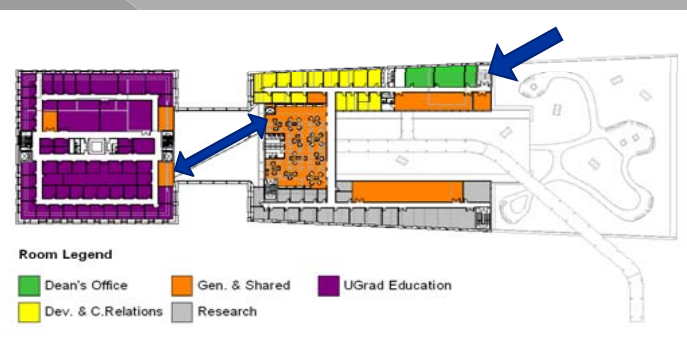 Room Legend
Dean's Office Gen. & Shared UGrad Education
Dev. & C.Relations Research